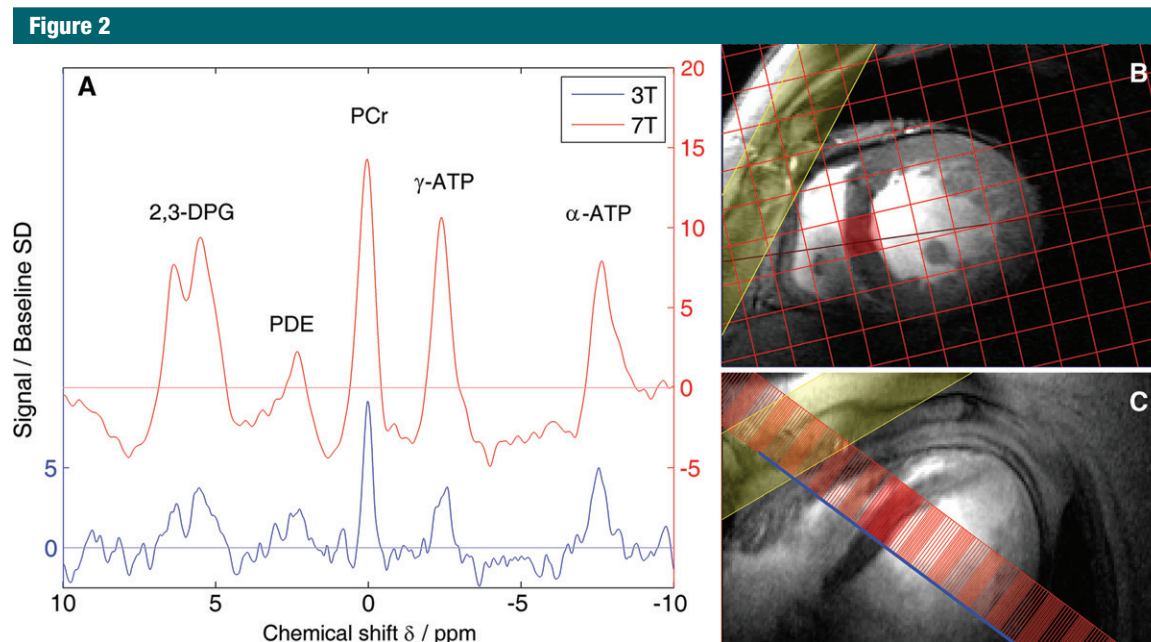 Figure 2
A
3T
7T
PCr
γ-ATP
2,3-DPG
α-ATP
PDE
Signal / Baseline SD
5
0
20
15
10
5
0
-5
-10
10
5
0
-5
-10
Chemical shift δ / ppm
B
C